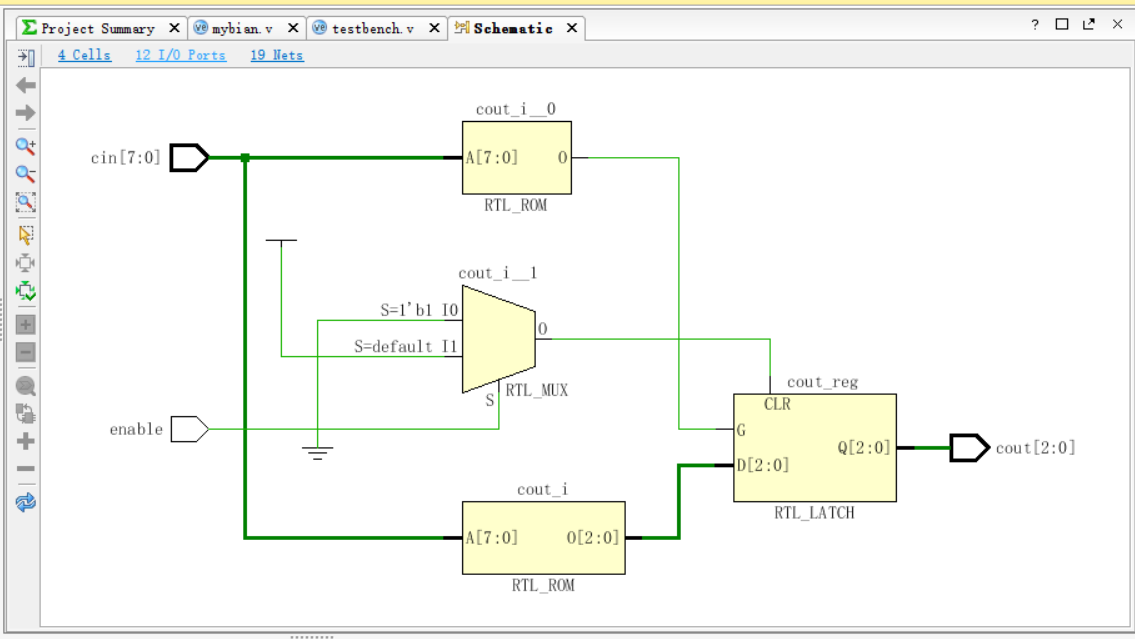 Project Summary × mybian.v × testbench.v × Schematic × ?
4 Cells 12 I/O Ports 19 Nets
cout_i__0
cin[7:0]
A[7:0] O
RTL_ROM
cout_i__1
S=1'b1 I0
O
S=default I1
RTL_MUX
S
enable
cout_reg
CLR
G
Q[2:0]
cout[2:0]
D[2:0]
RTL_LATCH
cout_i
A[7:0] O[2:0]
RTL_ROM